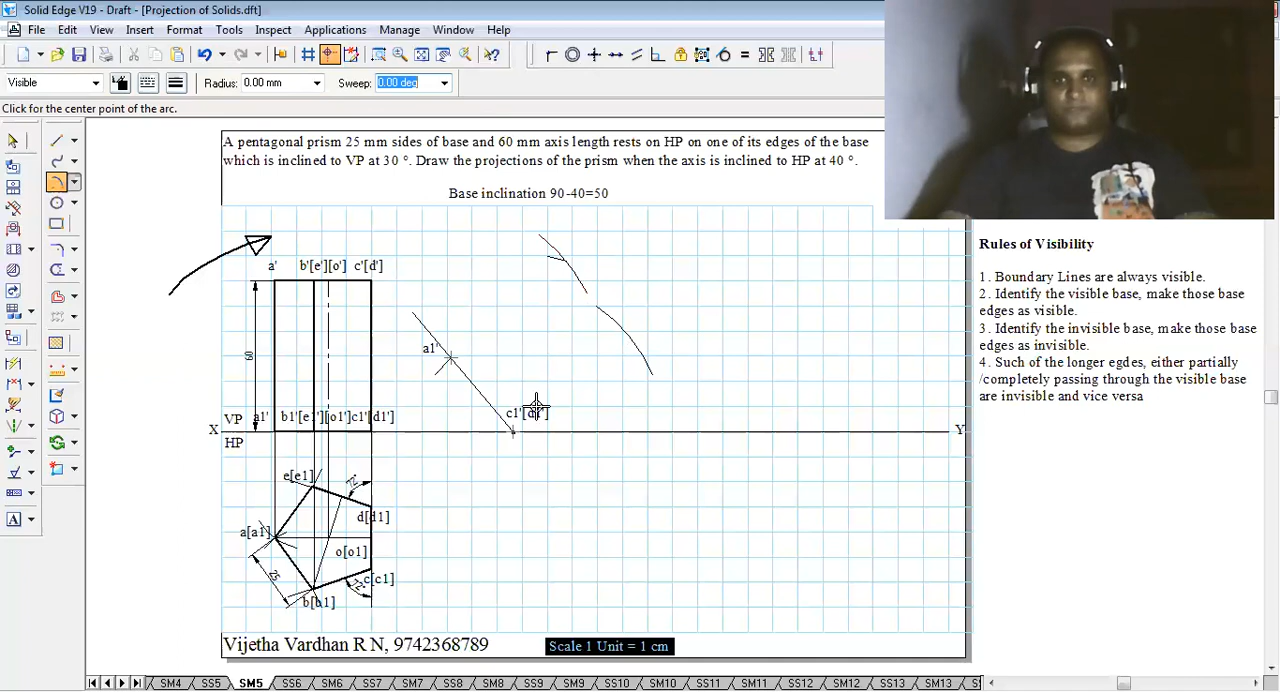 Solid Edge V19 - Draft - [Projection of Solids.dft]
File Edit View Insert Format Tools Inspect Applications Manage Window Help
Visible Radius: 0.00 mm Sweep: 0.00 deg
Click for the center point of the arc.
A pentagonal prism 25 mm sides of base and 60 mm axis length rests on HP on one of its edges of the base
which is inclined to VP at 30 °. Draw the projections of the prism when the axis is inclined to HP at 40 °.
Base inclination 90-40=50
Rules of Visibility
a' b'[e'][o'] c'[d']
1. Boundary Lines are always visible.
2. Identify the visible base, make those base
edges as visible.
3. Identify the invisible base, make those base
edges as invisible.
4. Such of the longer egdes, either partially
/completely passing through the visible base
are invisible and vice versa
60
a1'
VP a1' b1'[e1'][o1']c1'[d1']
X Y
HP
e[e1]
72°
d[d1]
a[a1]
o[o1]
25
c[c1]
72°
b[b1]
Vijetha Vardhan R N, 9742368789
Scale 1 Unit = 1 cm
SM4 SS5 SM5 SS6 SM6 SS7 SM7 SS8 SM8 SS9 SM9 SS10 SM10 SS11 SM11 SS12 SM12 SS13 SM13